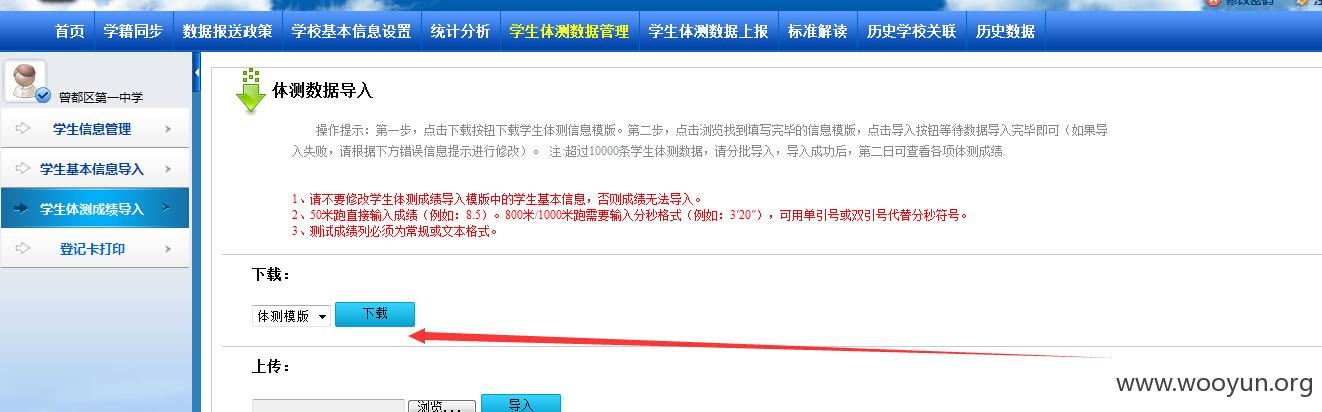 修改密码
首页 学籍同步 数据报送政策 学校基本信息设置 统计分析 学生体测数据管理 学生体测数据上报 标准解读 历史学校关联 历史数据
曾都区第一中学
学生信息管理
学生基本信息导入
学生体测成绩导入
登记卡打印
体测数据导入
操作提示：第一步，点击下载按钮下载学生体测信息模版。第二步，点击浏览找到填写完毕的信息模版，点击导入按钮等待数据导入完毕即可（如果导
入失败，请根据下方错误信息提示进行修改）。 注:超过10000条学生体测数据，请分批导入，导入成功后，第二日可查看各项体测成绩.
1、请不要修改学生体测成绩导入模版中的学生基本信息，否则成绩无法导入。
2、50米跑直接输入成绩（例如：8.5）。800米/1000米跑需要输入分秒格式（例如：3′20″），可用单引号或双引号代替分秒符号。
3、测试成绩列必须为常规或文本格式。
下载：
体测模版 下载
上传：
浏览... 导入
www.wooyun.org